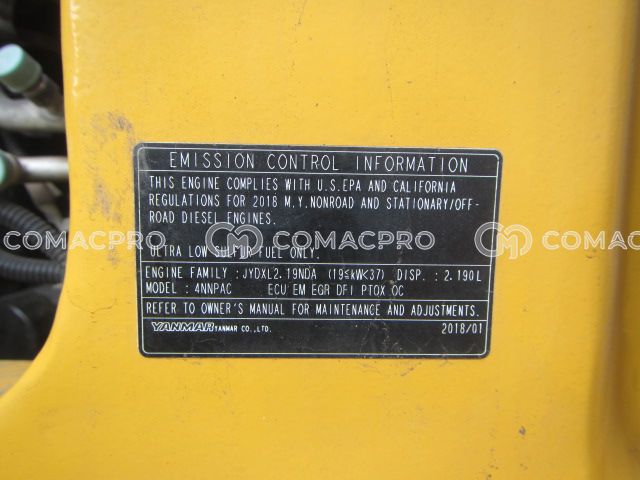 EMISSION CONTROL INFORMATION
THIS ENGINE COMPLIES WITH U.S.EPA AND CALIFORNIA
REGULATIONS FOR 2018 M.Y.NONROAD AND STATIONARY/OFF-
ROAD DIESEL ENGINES.
ULTRA LOW SULFUR FUEL ONLY.
COMACPRO COMACPRO COMACPRO
ENGINE FAMILY : JYDXL2.19NDA (19≤kW<37) DISP. : 2.190L
MODEL : 4NNPAC ECU EM EGR DFI PTOX OC
REFER TO OWNER'S MANUAL FOR MAINTENANCE AND ADJUSTMENTS.
YANMAR YANMAR CO.,LTD. 2018/01